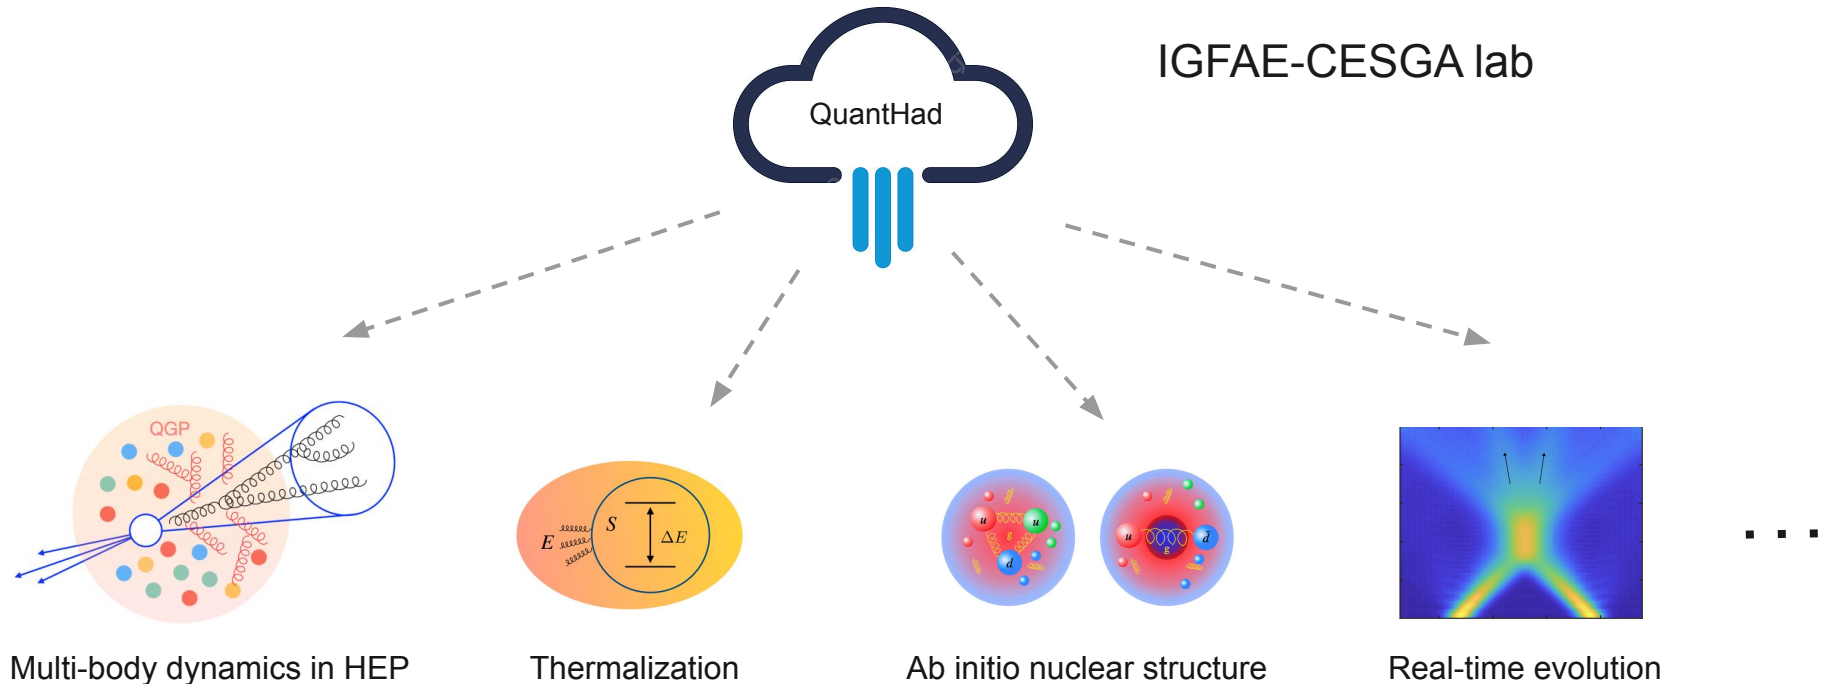 IGFAE-CESGA lab
QuantHad
QGP
E
S
ΔE
u
u
g
d
u
g
d̄
. . .
Multi-body dynamics in HEP
Thermalization
Ab initio nuclear structure
Real-time evolution